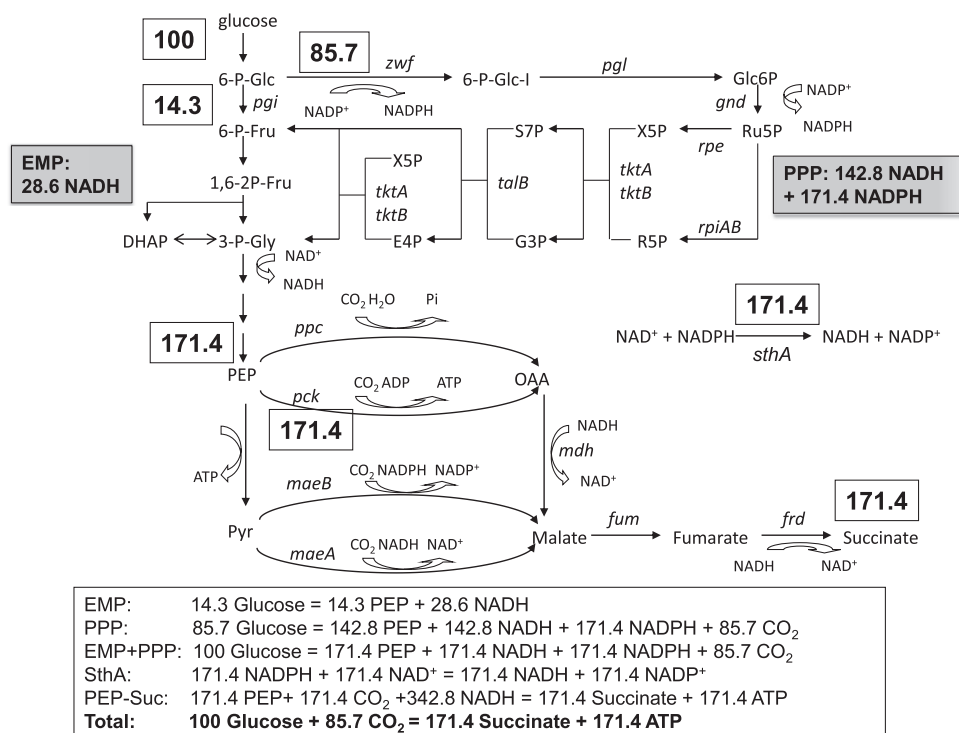 glucose
100
85.7
zwf
pgl
6-P-Glc
6-P-Glc-I
Glc6P
NADP+
NADPH
gnd
NADP+
NADPH
14.3
pgi
6-P-Fru
S7P
X5P
Ru5P
rpe
EMP:
28.6 NADH
X5P
1,6-2P-Fru
tktA
tktB
talB
tktA
tktB
PPP: 142.8 NADH
+ 171.4 NADPH
rpiAB
DHAP
3-P-Gly
E4P
G3P
R5P
NAD+
NADH
CO2 H2O
Pi
171.4
171.4
ppc
NAD+ + NADPH
NADH + NADP+
sthA
PEP
OAA
CO2 ADP
ATP
pck
171.4
NADH
mdh
NAD+
ATP
CO2 NADPH NADP+
maeB
171.4
Pyr
Malate
fum
Fumarate
frd
Succinate
maeA
CO2 NADH NAD+
NADH
NAD+
EMP: 14.3 Glucose = 14.3 PEP + 28.6 NADH
PPP: 85.7 Glucose = 142.8 PEP + 142.8 NADH + 171.4 NADPH + 85.7 CO2
EMP+PPP: 100 Glucose = 171.4 PEP + 171.4 NADH + 171.4 NADPH + 85.7 CO2
SthA: 171.4 NADPH + 171.4 NAD+ = 171.4 NADH + 171.4 NADP+
PEP-Suc: 171.4 PEP+ 171.4 CO2 +342.8 NADH = 171.4 Succinate + 171.4 ATP
Total: 100 Glucose + 85.7 CO2 = 171.4 Succinate + 171.4 ATP